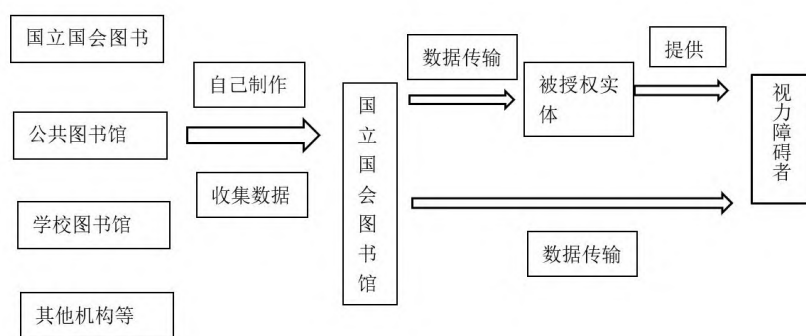 国立国会图书
公共图书馆
学校图书馆
其他机构等
自己制作
收集数据
国立国会图书馆
数据传输
被授权实
体
提供
数据传输
视力障碍者